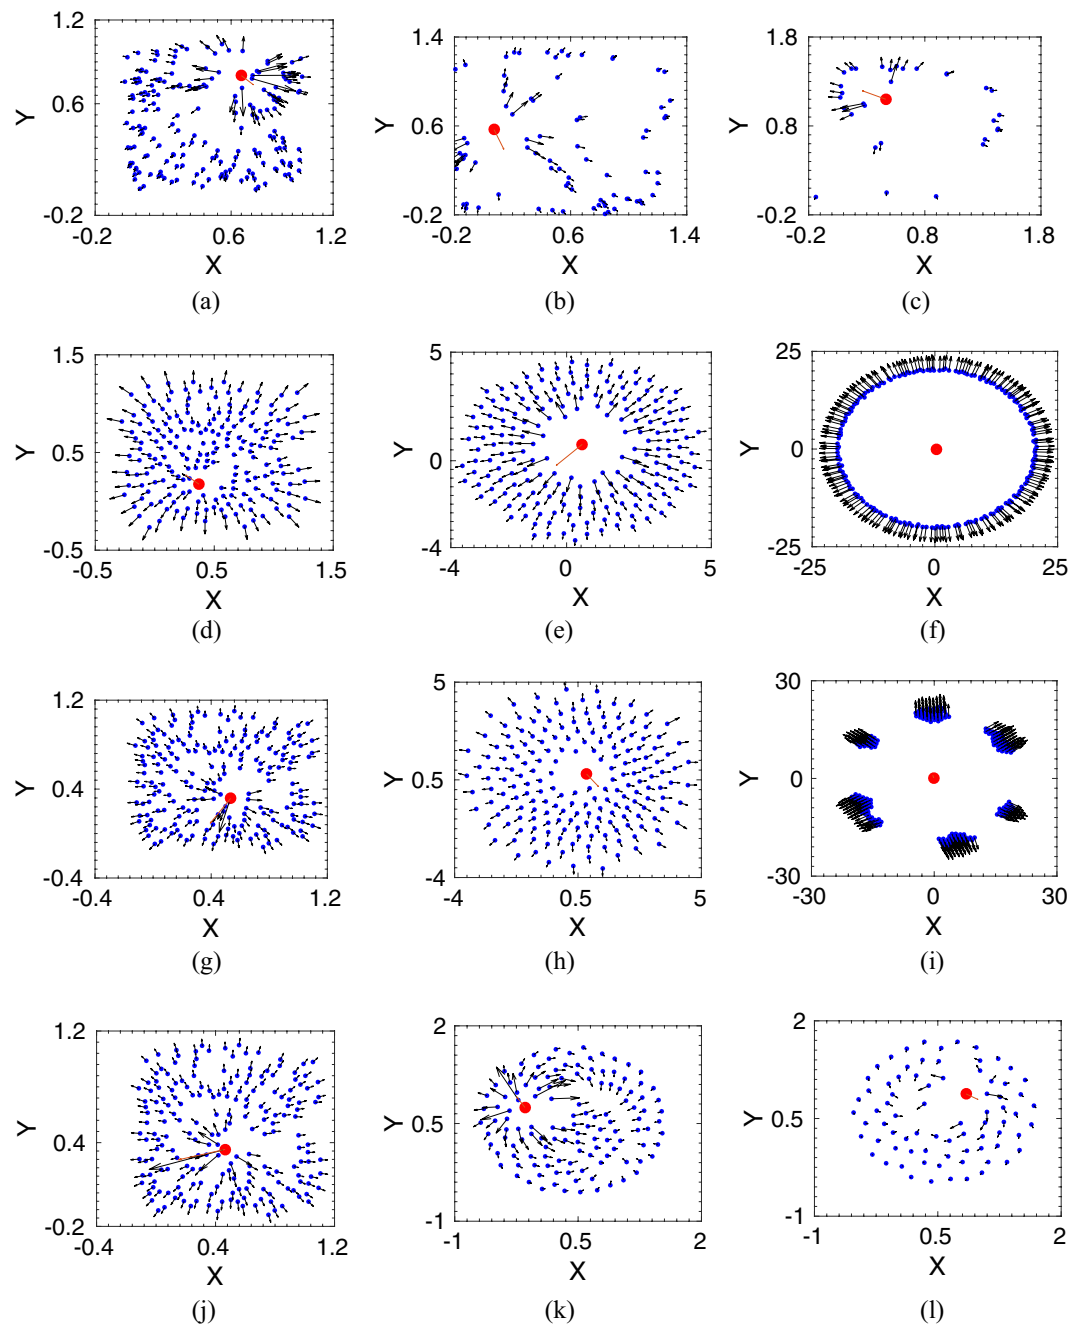 1.2 1.4 1.8
Y 0.6 Y 0.6 Y 0.8
-0.2 -0.2 -0.2
-0.2 0.6 1.2 -0.2 0.6 1.4 -0.2 0.8 1.8
X X X
(a) (b) (c)
1.5 5 25
Y 0.5 Y 0 Y 0
-0.5 -4 -25
-0.5 0.5 1.5 -4 0 5 -25 0 25
X X X
(d) (e) (f)
1.2 5 30
Y 0.4 Y 0.5 Y 0
-0.4 -4 -30
-0.4 0.4 1.2 -4 0.5 5 -30 0 30
X X X
(g) (h) (i)
1.2 2 2
Y 0.4 Y 0.5 Y 0.5
-0.2 -1 -1
-0.4 0.4 1.2 -1 0.5 2 -1 0.5 2
X X X
(j) (k) (l)